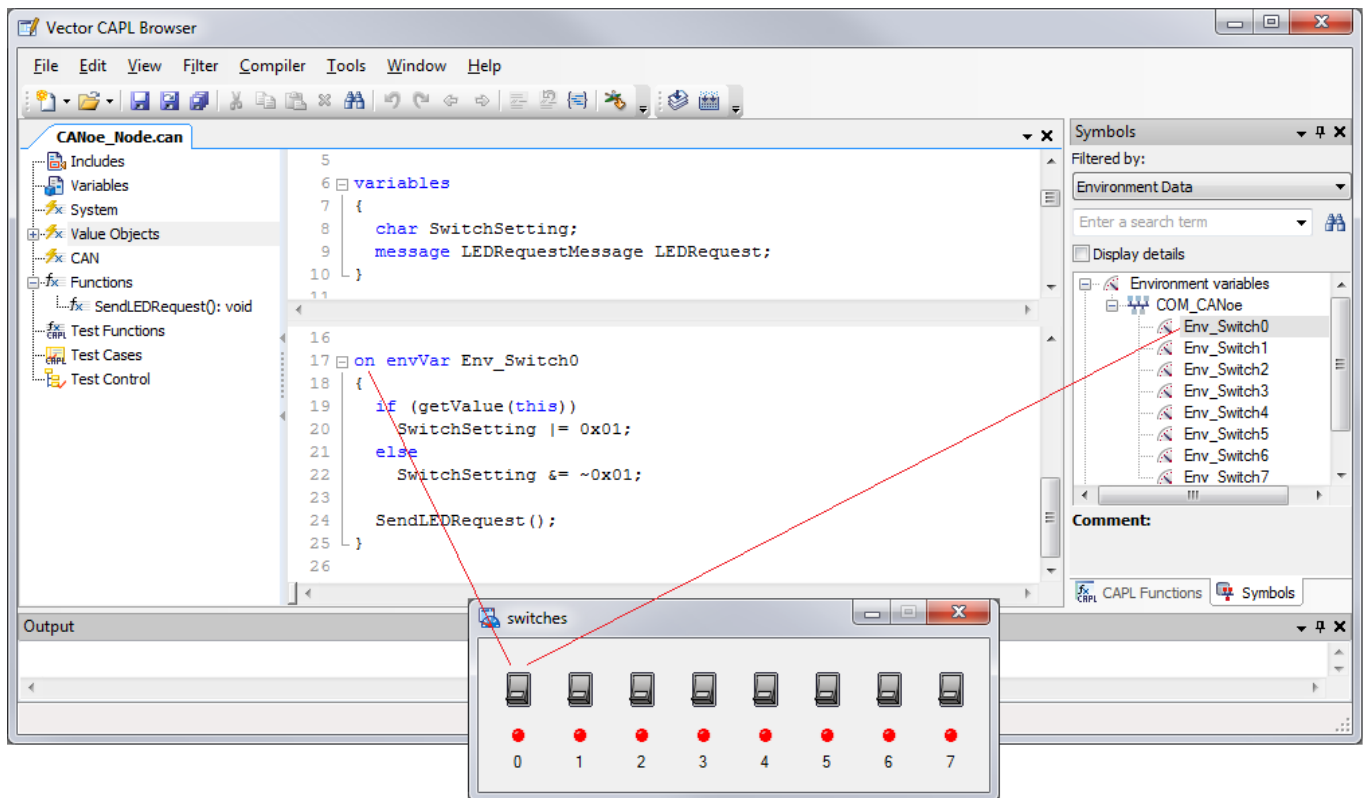 Vector CAPL Browser
File Edit View Filter Compiler Tools Window Help
CANoe_Node.can
Includes
Variables
System
Value Objects
CAN
Functions
SendLEDRequest(): void
Test Functions
Test Cases
Test Control
5
6 variables
7 {
8 char SwitchSetting;
9 message LEDRequestMessage LEDRequest;
10 }
11
16
17 on envVar Env_Switch0
18 {
19 if (getValue(this))
20 SwitchSetting |= 0x01;
21 else
22 SwitchSetting &= ~0x01;
23
24 SendLEDRequest();
25 }
26
Symbols
Filtered by:
Environment Data
Enter a search term
Display details
Environment variables
COM_CANoe
Env_Switch0
Env_Switch1
Env_Switch2
Env_Switch3
Env_Switch4
Env_Switch5
Env_Switch6
Env_Switch7
Comment:
CAPL Functions Symbols
Output
switches
0 1 2 3 4 5 6 7